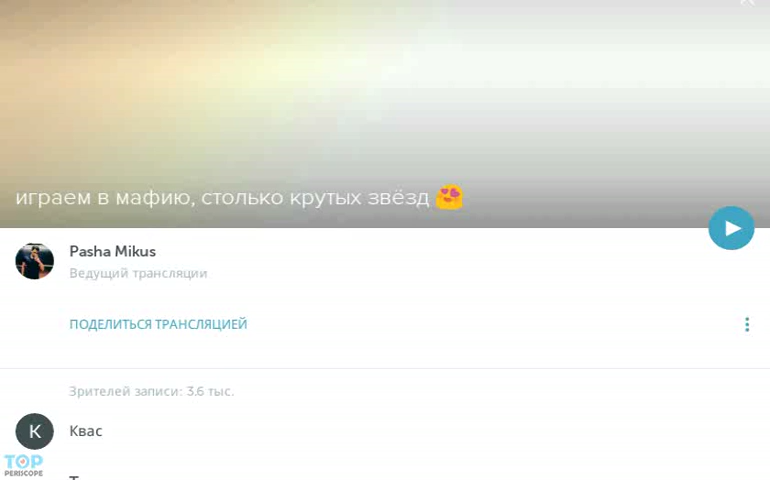 играем в мафию, столько крутых звёзд 😍
Pasha Mikus
Ведущий трансляции
ПОДЕЛИТЬСЯ ТРАНСЛЯЦИЕЙ
Зрителей записи: 3.6 тыс.
К
Квас
TOP
PERISCOPE